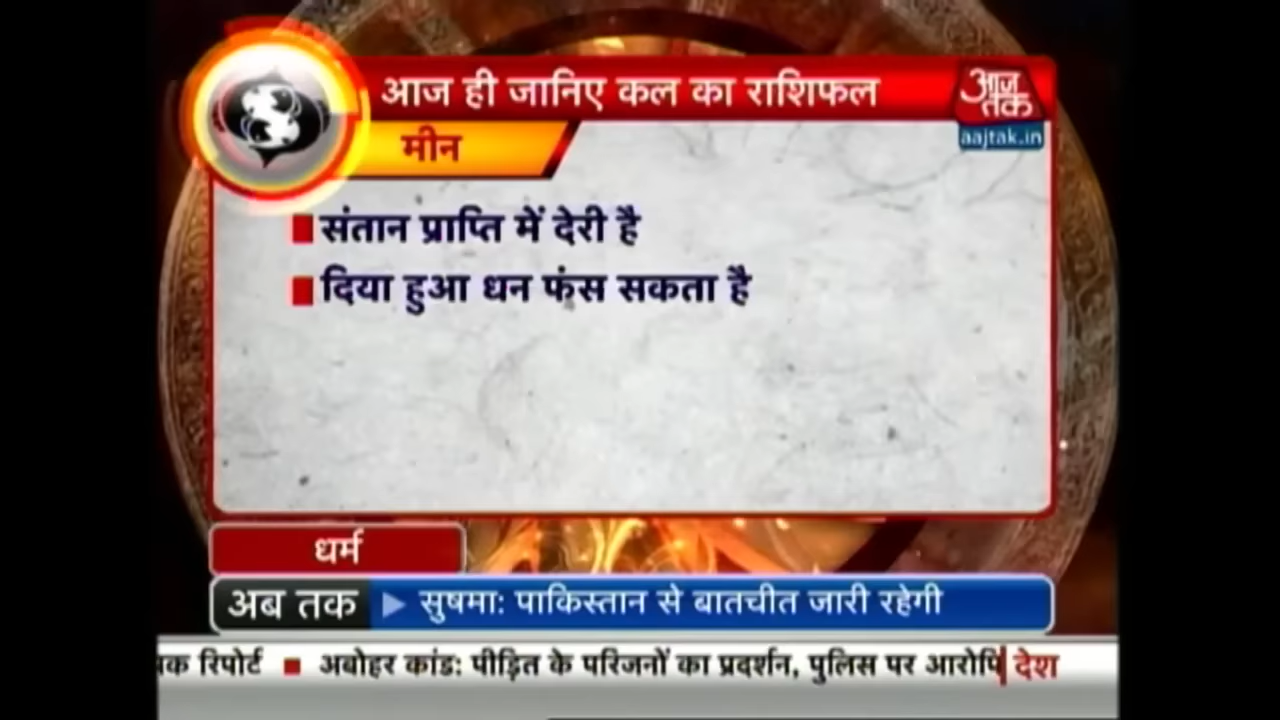 आज ही जानिए कल का राशिफल
आज तक
aajtak.in
मीन
संतान प्राप्ति में देरी है
दिया हुआ धन फंस सकता है
धर्म
अब तक सुषमा: पाकिस्तान से बातचीत जारी रहेगी
रिपोर्ट ■ अबोहर कांड: पीड़ित के परिजनों का प्रदर्शन, पुलिस पर आरोपि देश